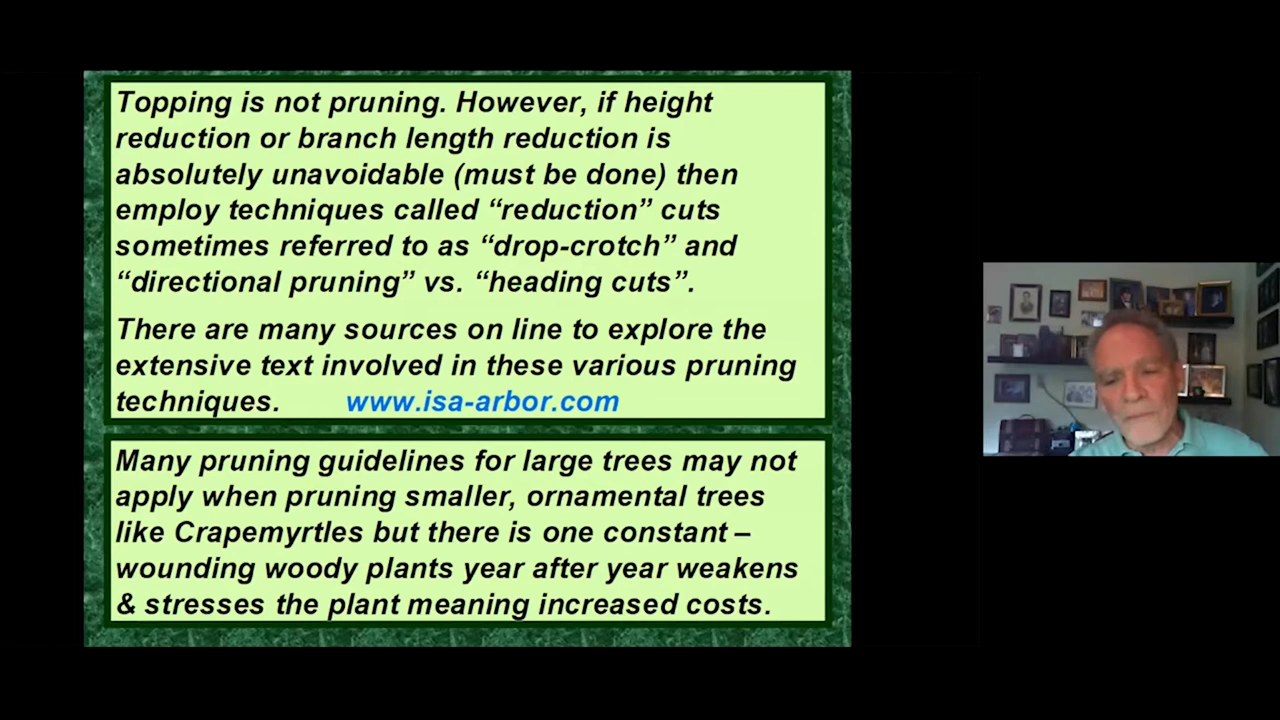 Topping is not pruning. However, if height
reduction or branch length reduction is
absolutely unavoidable (must be done) then
employ techniques called “reduction” cuts
sometimes referred to as “drop-crotch” and
“directional pruning” vs. “heading cuts”.
There are many sources on line to explore the
extensive text involved in these various pruning
techniques. www.isa-arbor.com
Many pruning guidelines for large trees may not
apply when pruning smaller, ornamental trees
like Crapemyrtles but there is one constant –
wounding woody plants year after year weakens
& stresses the plant meaning increased costs.